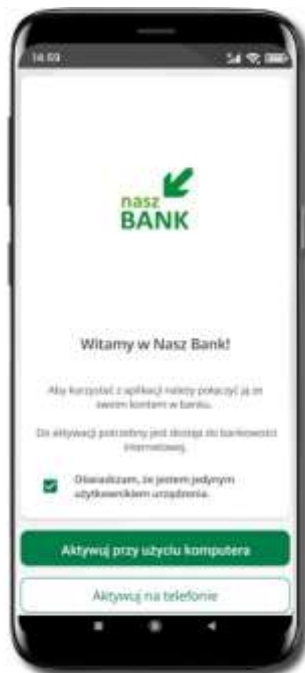 14:59
nasz
BANK
Witamy w Nasz Bank!
Aby korzystać z aplikacji należy połączyć ją ze
swoim kontem w banku.
Do aktywacji potrzebny jest dostęp do bankowości
internetowej.
Oświadczam, że jestem jedynym
użytkownikiem urządzenia.
Aktywuj przy użyciu komputera
Aktywuj na telefonie